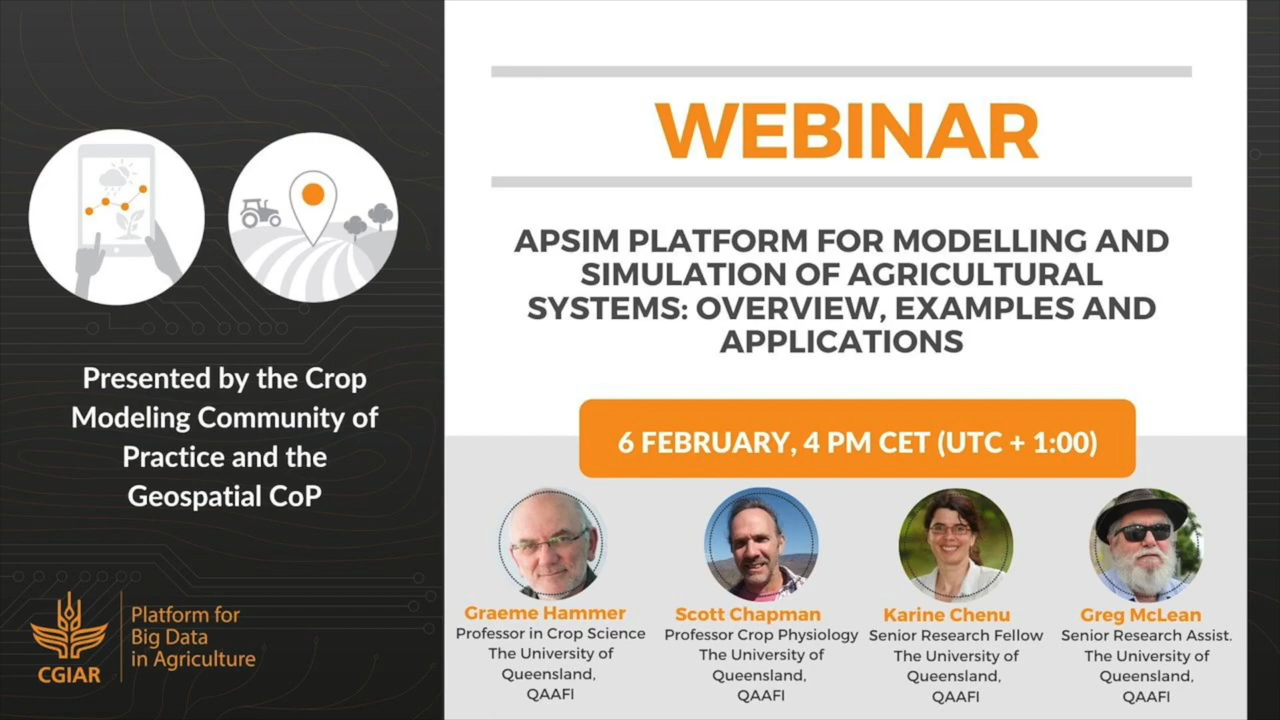 Presented by the Crop
Modeling Community of
Practice and the
Geospatial CoP
CGIAR
Platform for
Big Data
in Agriculture
WEBINAR
APSIM PLATFORM FOR MODELLING AND
SIMULATION OF AGRICULTURAL
SYSTEMS: OVERVIEW, EXAMPLES AND
APPLICATIONS
6 FEBRUARY, 4 PM CET (UTC + 1:00)
Graeme Hammer
Professor in Crop Science
The University of
Queensland,
QAAFI
Scott Chapman
Professor Crop Physiology
The University of
Queensland,
QAAFI
Karine Chenu
Senior Research Fellow
The University of
Queensland,
QAAFI
Greg McLean
Senior Research Assist.
The University of
Queensland,
QAAFI